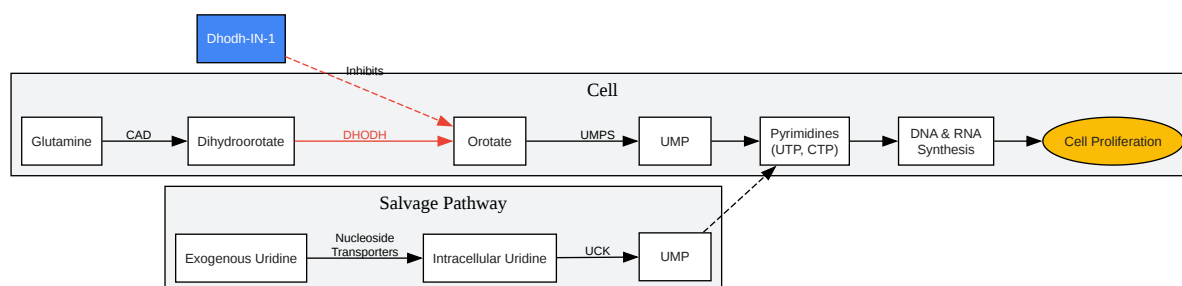 Dhodh-IN-1
Inhibits
Cell
Glutamine
CAD
Dihydroorotate
DHODH
Orotate
UMPS
UMP
Pyrimidines
(UTP, CTP)
DNA & RNA
Synthesis
Cell Proliferation
Salvage Pathway
Exogenous Uridine
Nucleoside
Transporters
Intracellular Uridine
UCK
UMP